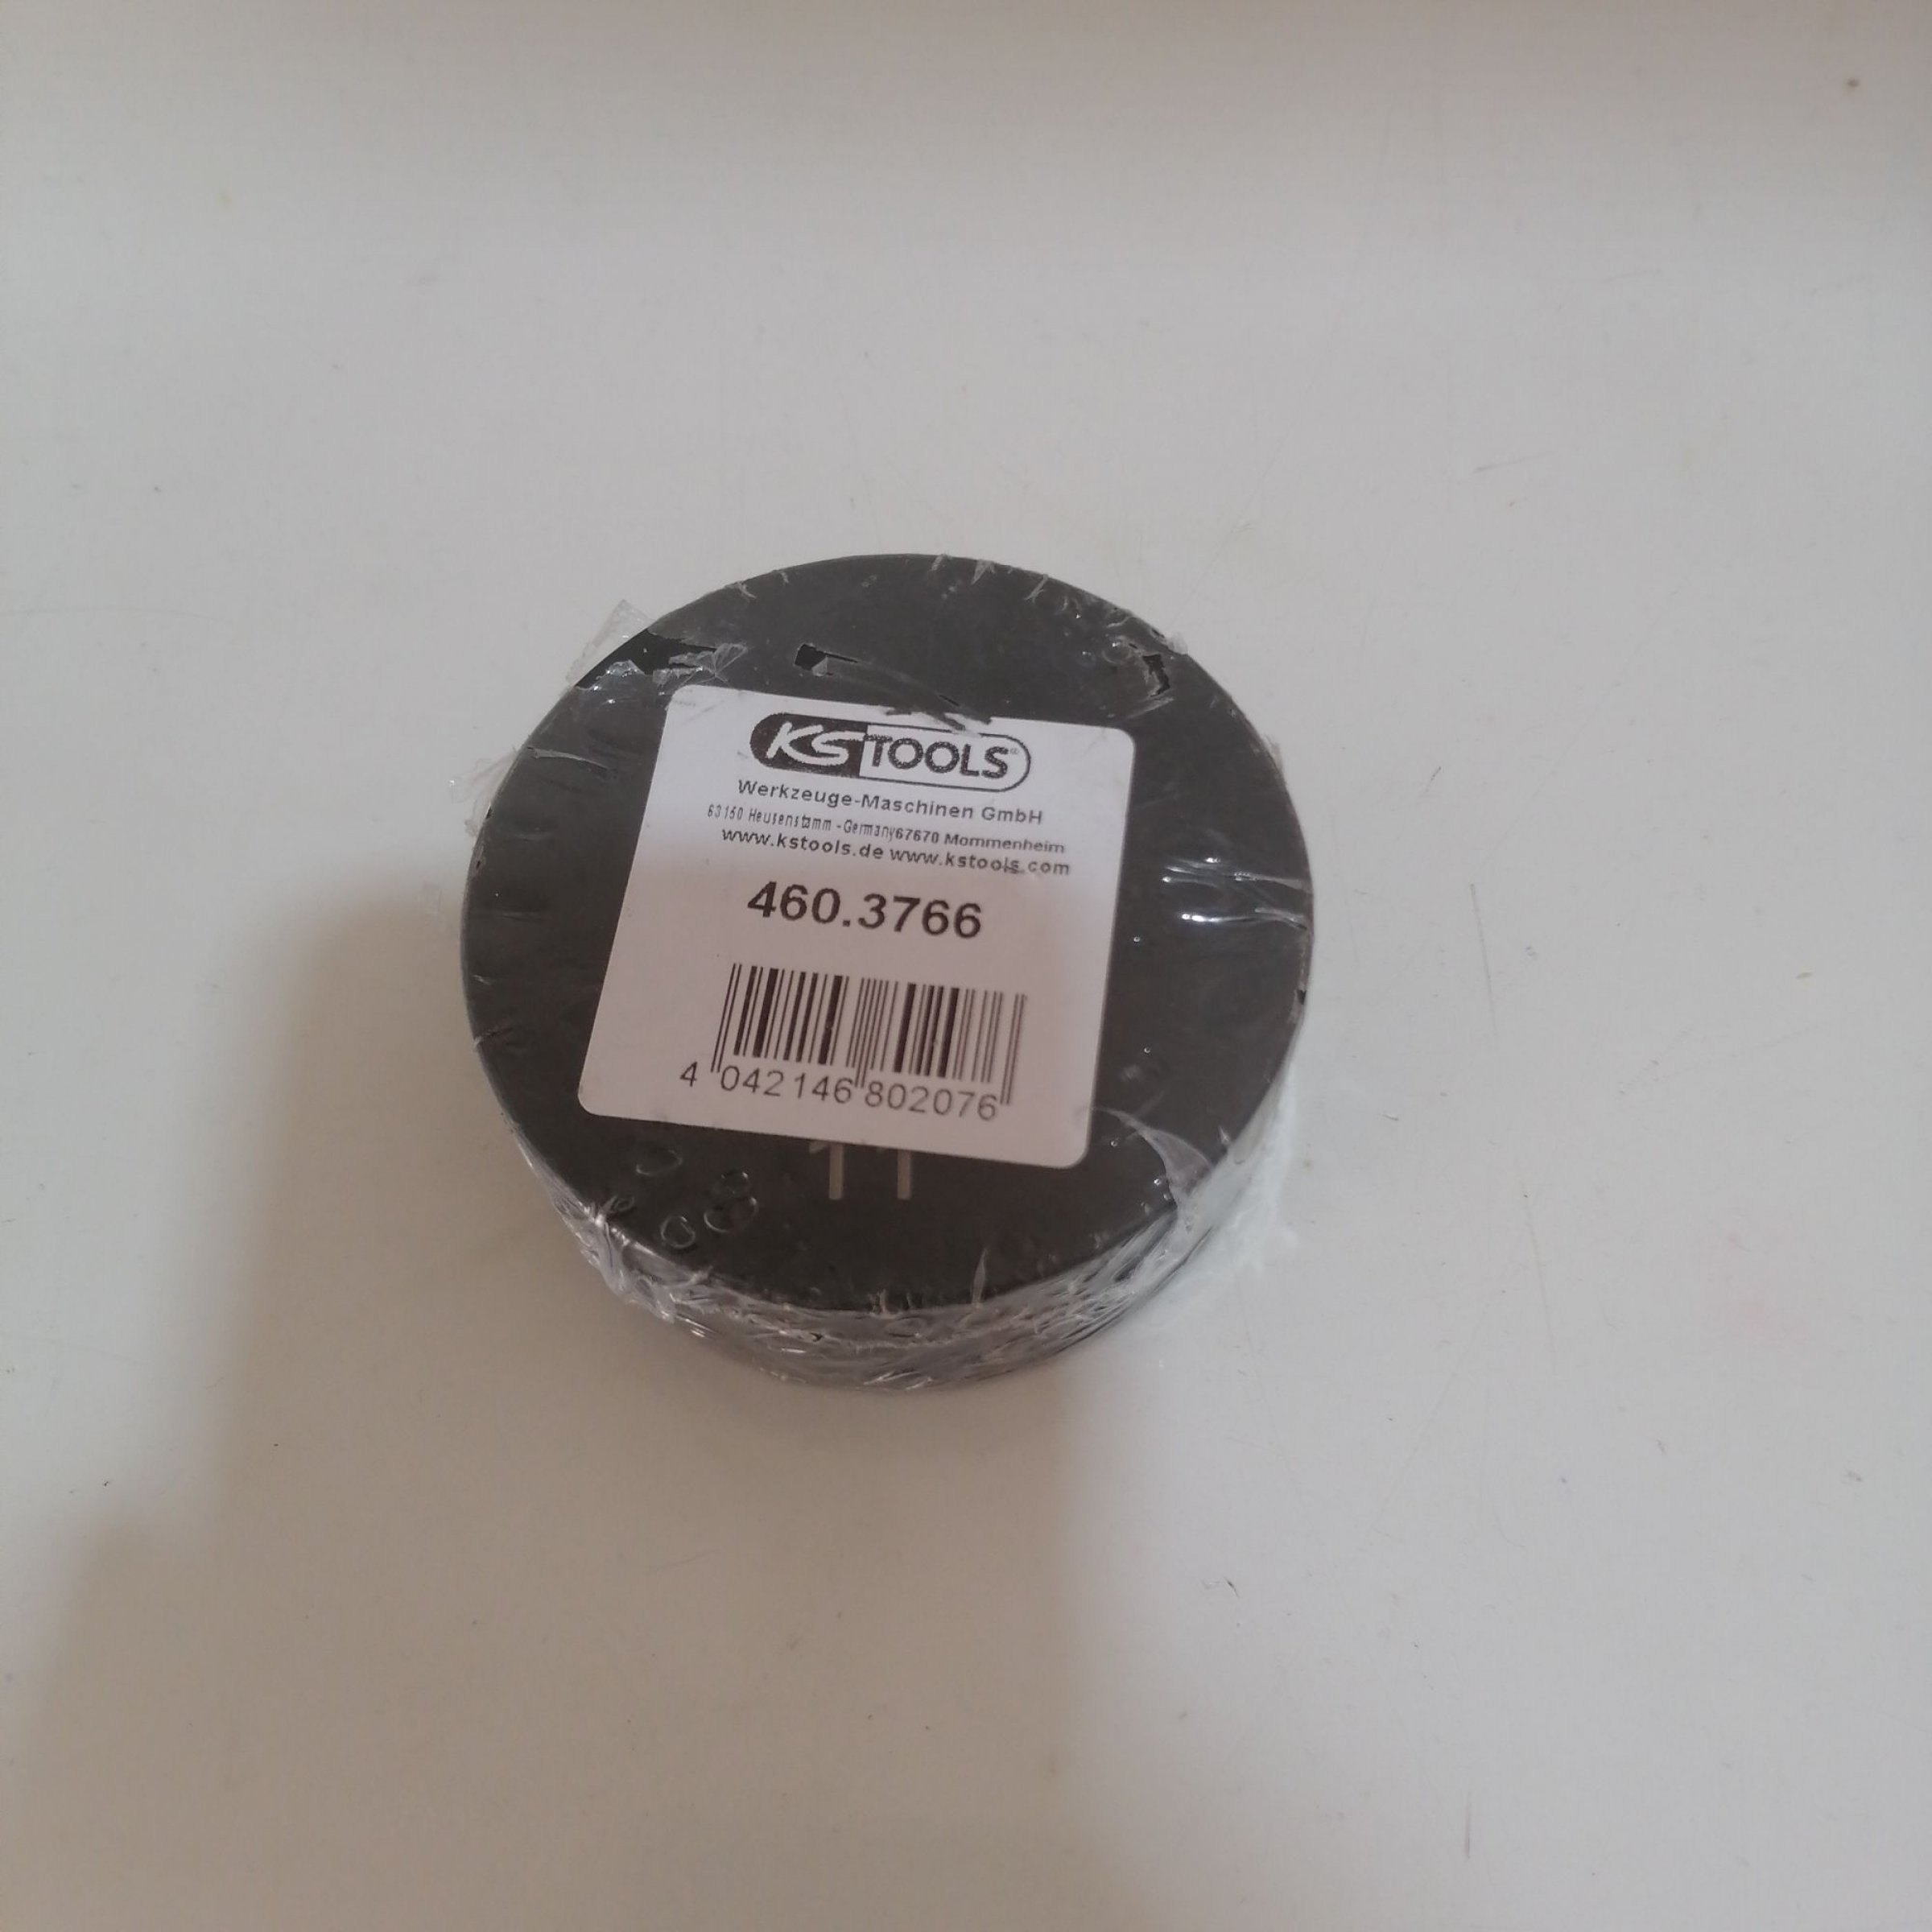 KS TOOLS®
Werkzeuge-Maschinen GmbH
63150 Heusenstamm - Germany67670 Mommenheim
www.kstools.de www.kstools.com
460.3766
4 042146 802076
11